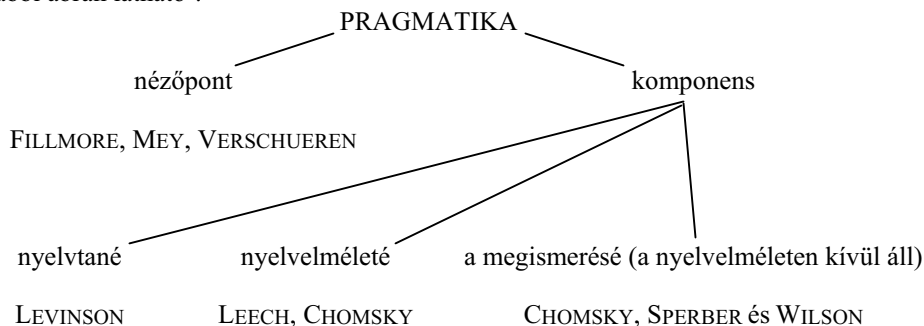 PRAGMATIKA
nézőpont komponens
FILLMORE, MEY, VERSCHUEREN
nyelvtané nyelvelméleté a megismerésé (a nyelvelméleten kívül áll)
LEVINSON LEECH, CHOMSKY CHOMSKY, SPERBER és WILSON